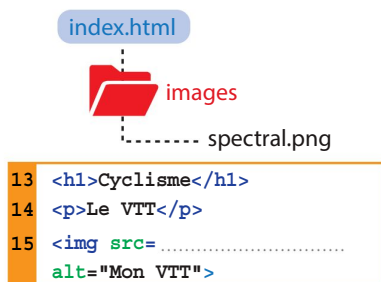 index.html
images
spectral.png
13 <h1>Cyclisme</h1>
14 <p>Le VTT</p>
15 <img src=..............................
alt="Mon VTT">